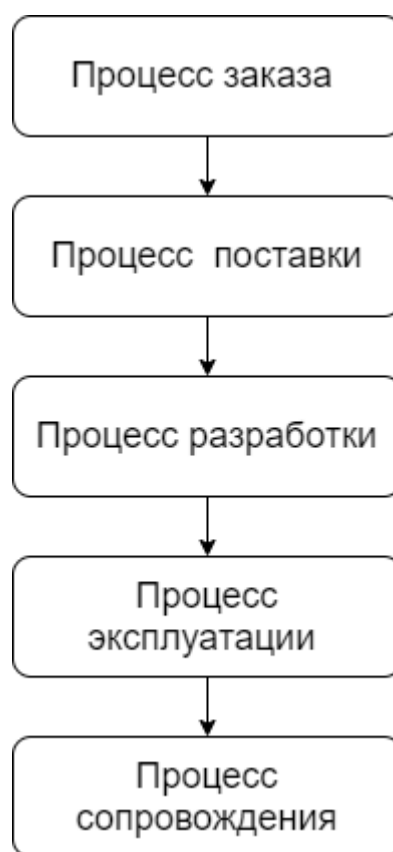 Процесс заказа
Процесс поставки
Процесс разработки
Процесс
эксплуатации
Процесс
сопровождения